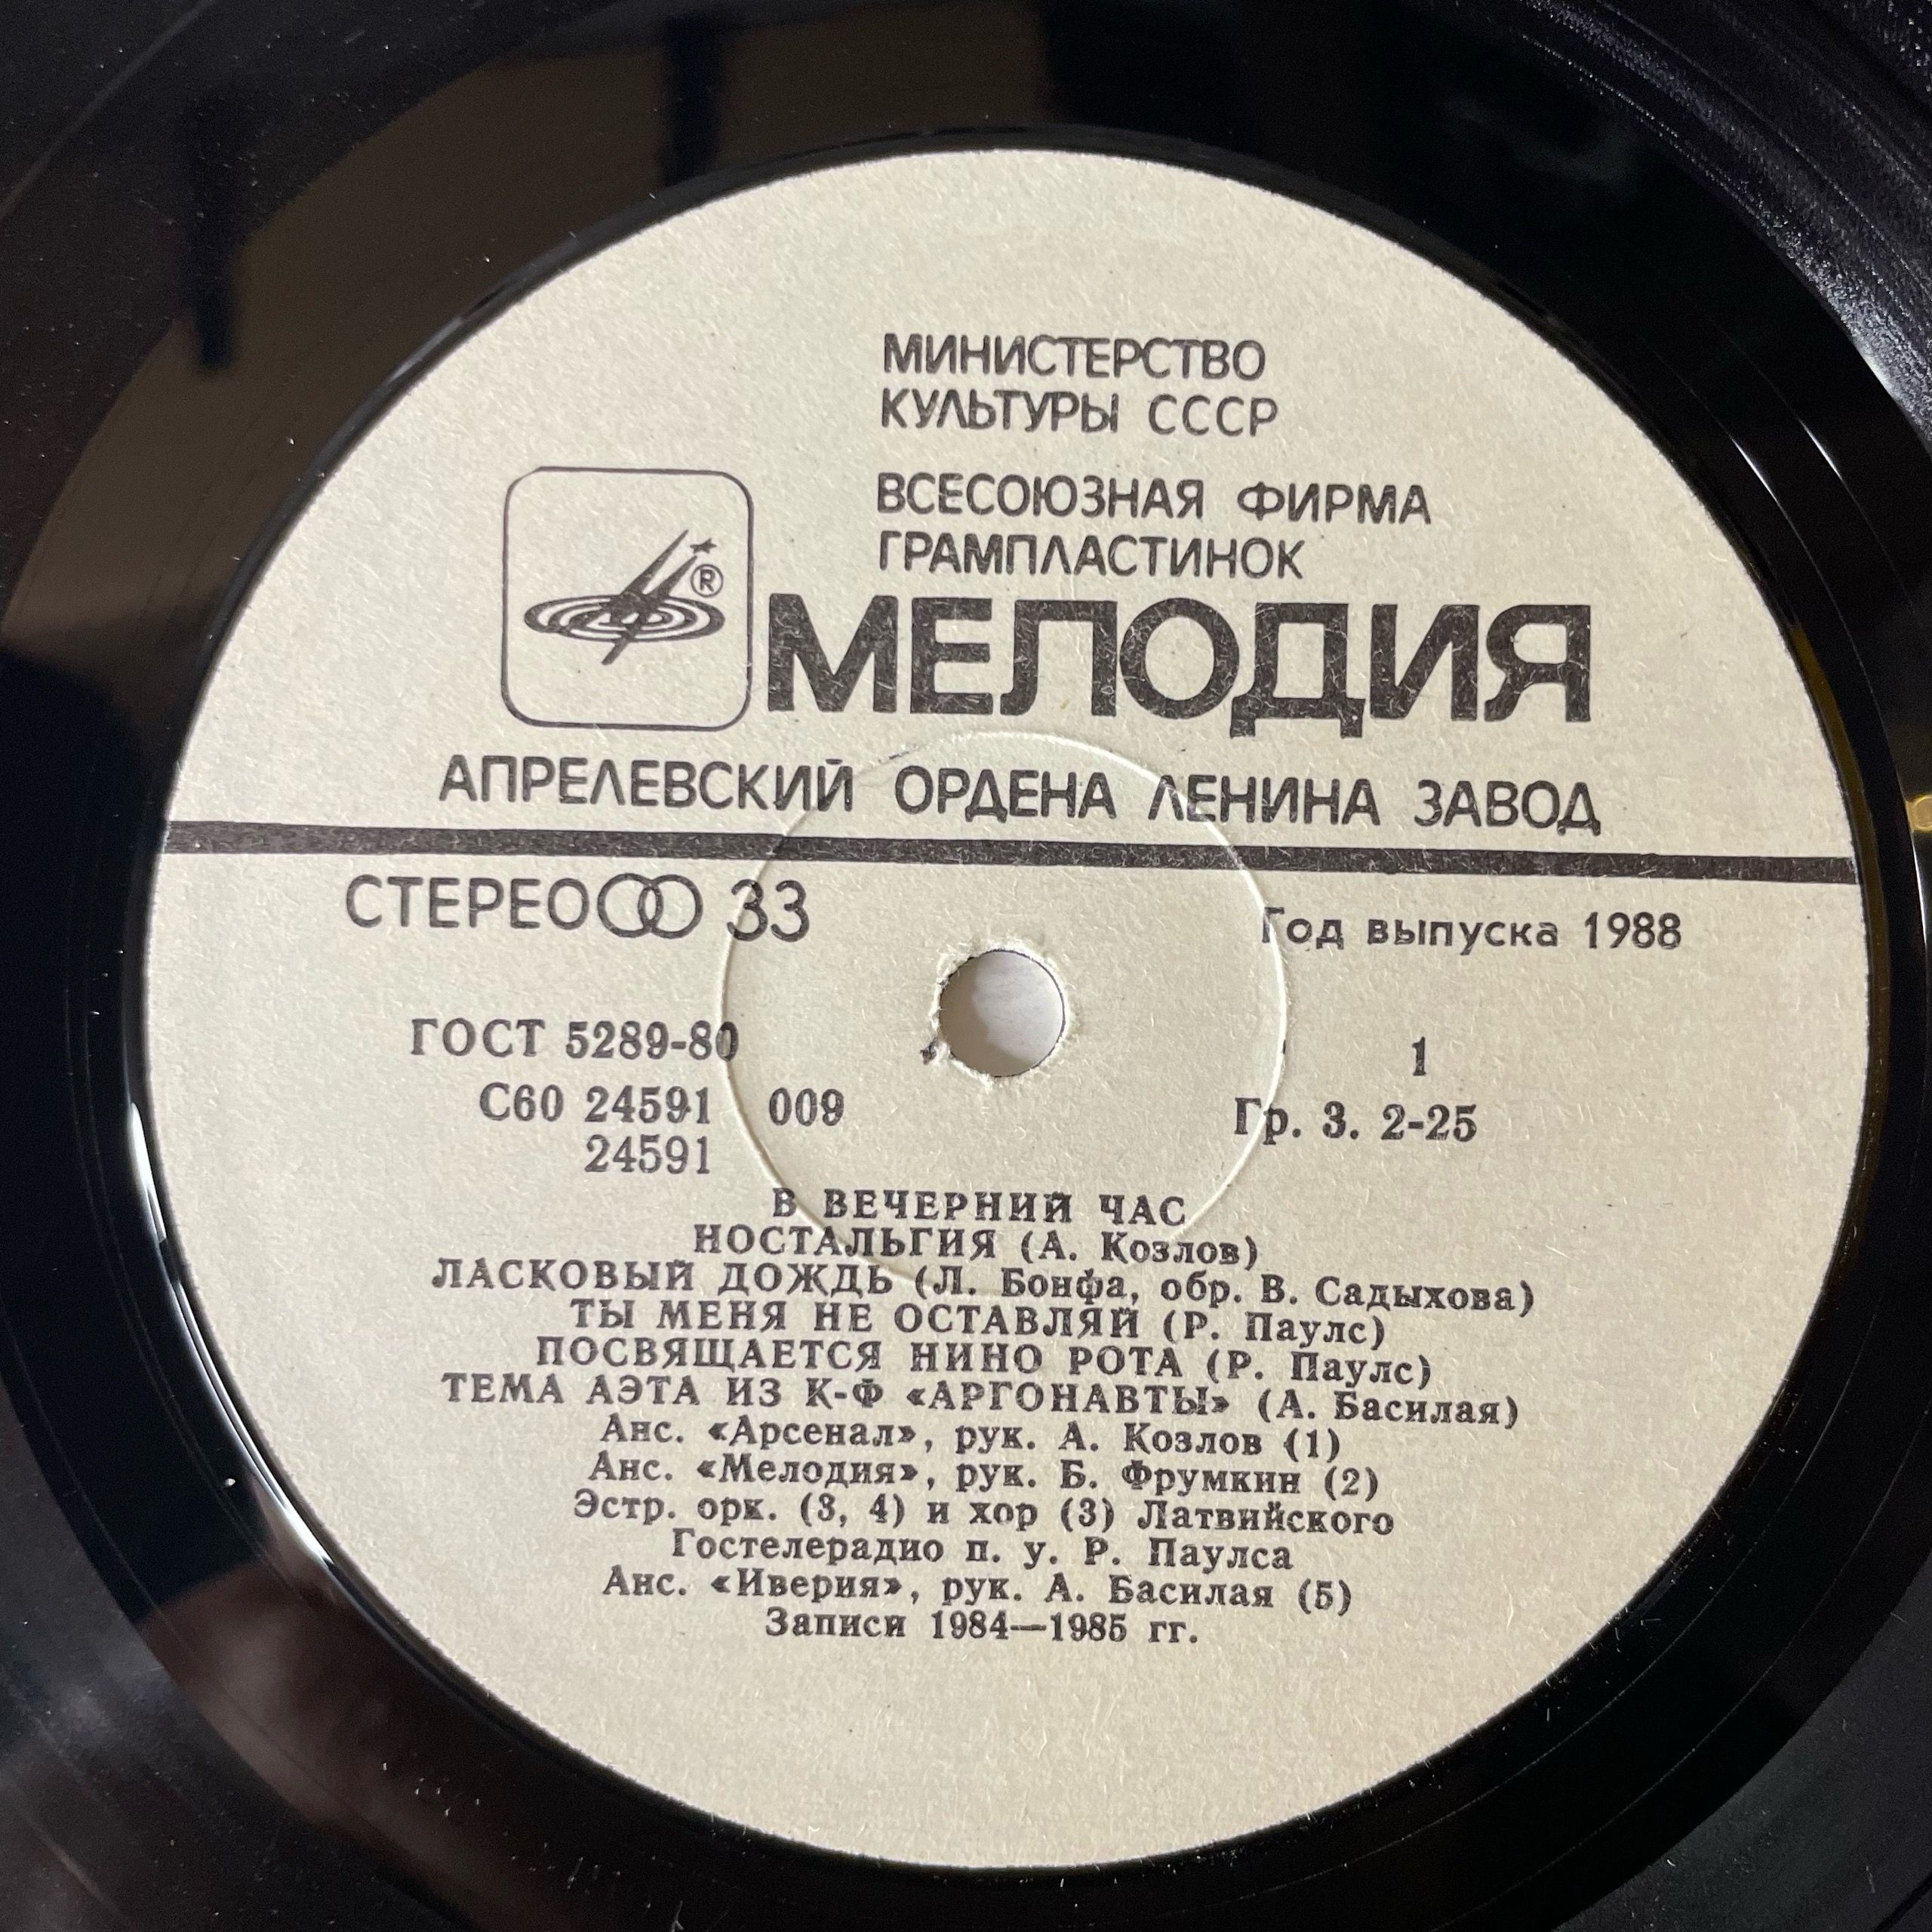 МИНИСТЕРСТВО
КУЛЬТУРЫ СССР
ВСЕСОЮЗНАЯ ФИРМА
ГРАМПЛАСТИНОК
®
МЕЛОДИЯ
АПРЕЛЕВСКИЙ ОРДЕНА ЛЕНИНА ЗАВОД
СТЕРЕО 33
Год выпуска 1988
ГОСТ 5289-80
1
С60 24591 009
Гр. 3. 2-25
24591
В ВЕЧЕРНИЙ ЧАС
НОСТАЛЬГИЯ (А. Козлов)
ЛАСКОВЫЙ ДОЖДЬ (Л. Бонфа, обр. В. Садыхова)
ТЫ МЕНЯ НЕ ОСТАВЛЯЙ (Р. Паулс)
ПОСВЯЩАЕТСЯ НИНО РОТА (Р. Паулс)
ТЕМА АЭТА ИЗ К-Ф «АРГОНАВТЫ» (А. Басилая)
Анс. «Арсенал», рук. А. Козлов (1)
Анс. «Мелодия», рук. Б. Фрумкин (2)
Эстр. орк. (3, 4) и хор (3) Латвийского
Гостелерадио п. у. Р. Паулса
Анс. «Иверия», рук. А. Басилая (5)
Записи 1984—1985 гг.